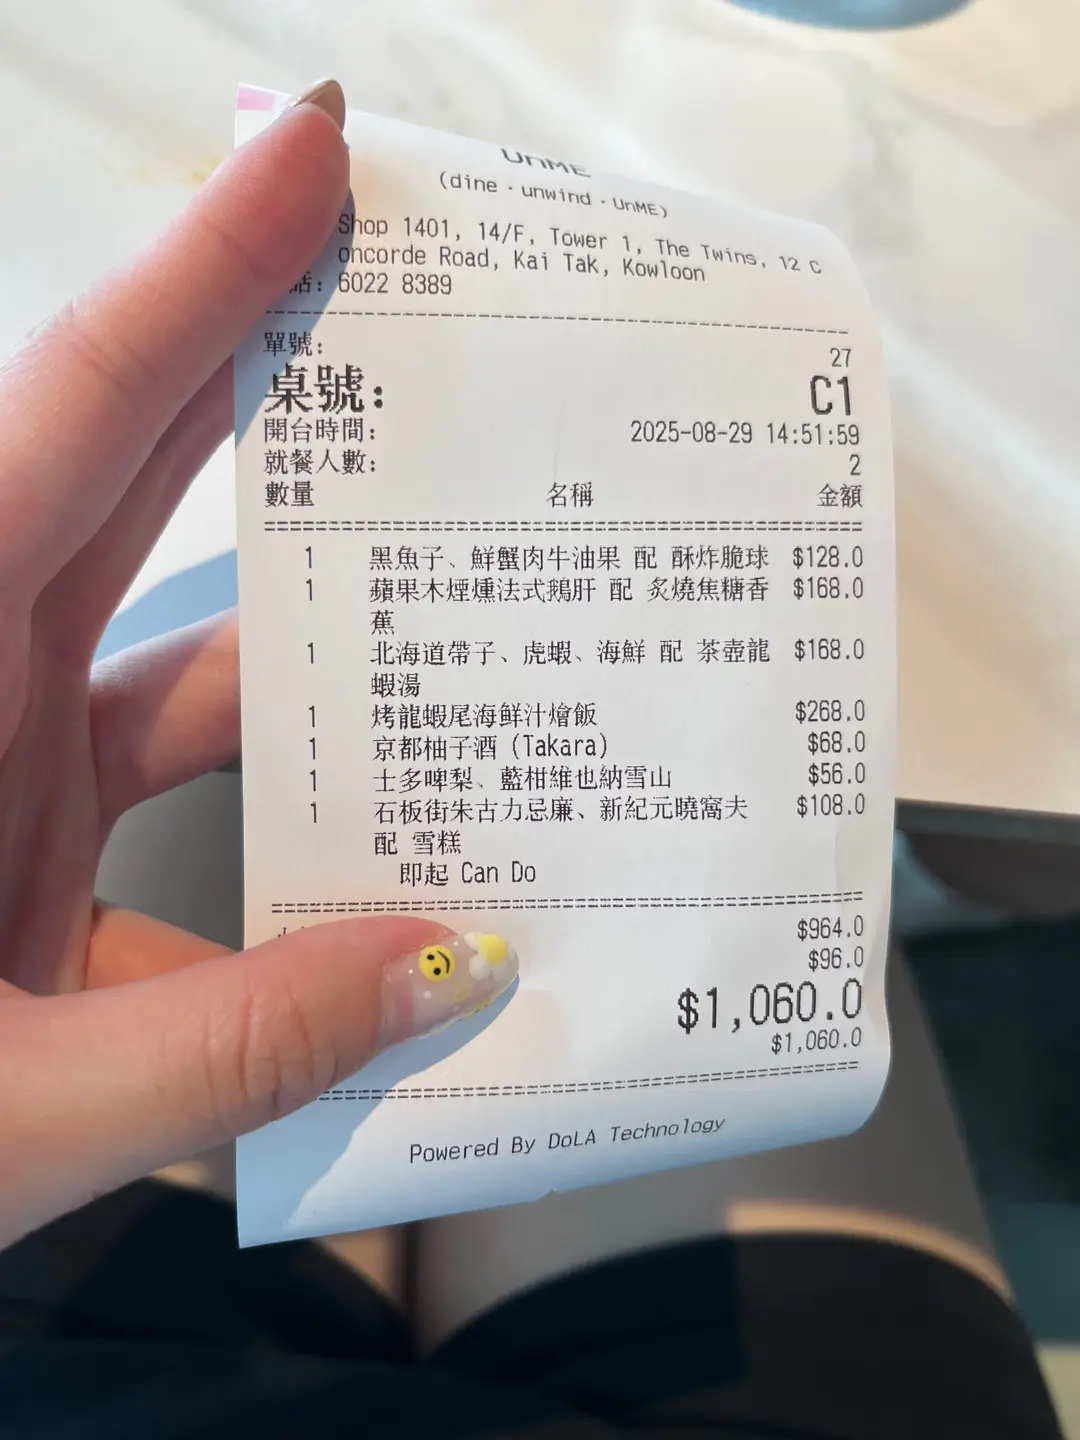 UnME
(dine · unwind · UnME)
Shop 1401, 14/F, Tower 1, The Twins, 12 C
oncorde Road, Kai Tak, Kowloon
話: 6022 8389
單號: 27
桌號: C1
開台時間: 2025-08-29 14:51:59
就餐人數: 2
數量 名稱 金額
1 黑魚子、鮮蟹肉牛油果 配 酥炸脆球 $128.0
1 蘋果木煙燻法式鵝肝 配 炙燒焦糖香 $168.0
蕉
1 北海道帶子、虎蝦、海鮮 配 茶壺龍 $168.0
蝦湯
1 烤龍蝦尾海鮮汁燴飯 $268.0
1 京都柚子酒 (Takara) $68.0
1 士多啤梨、藍柑維也納雪山 $56.0
1 石板街朱古力忌廉、新紀元曉窩夫 $108.0
配 雪糕
即起 Can Do
$964.0
$96.0
$1,060.0
$1,060.0
Powered By DoLA Technology